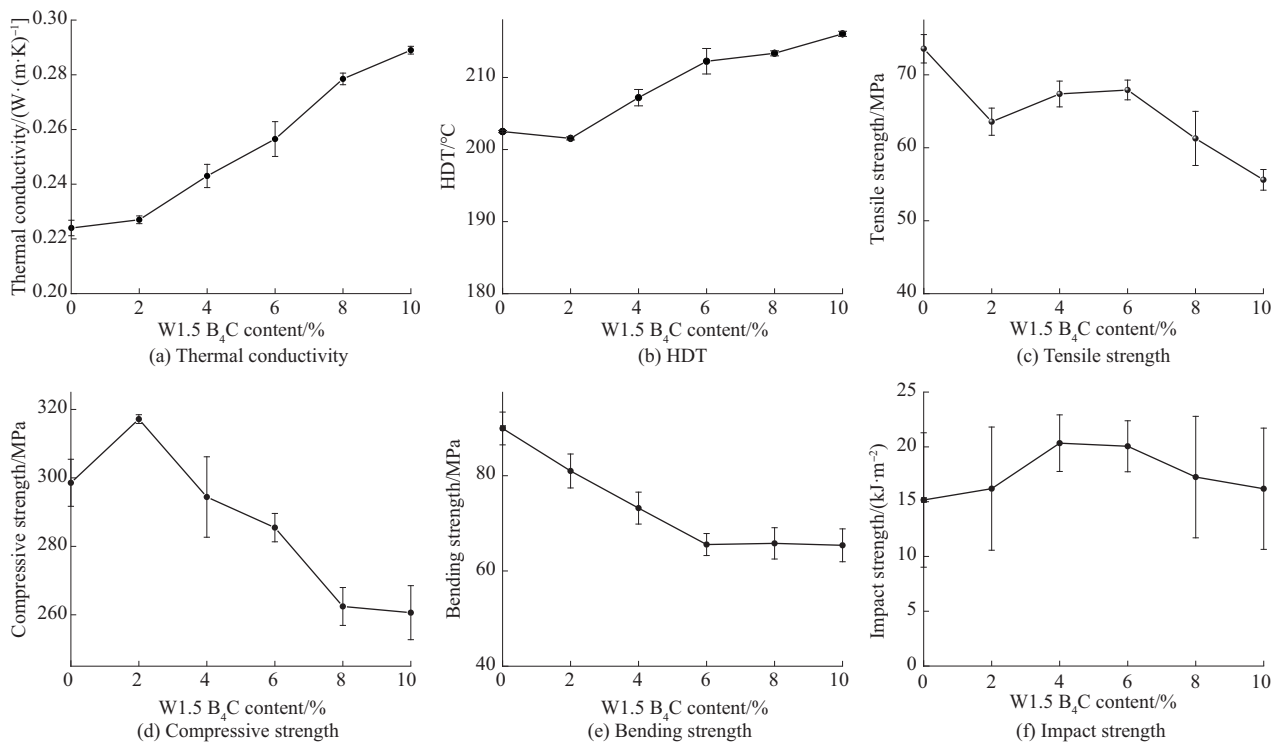 Thermal conductivity/(W·(m·K)⁻¹)
0.30
0.28
0.26
0.24
0.22
0.20
0 2 4 6 8 10
W1.5 B₄C content/%
(a) Thermal conductivity
HDT/°C
210
202
190
180
0 2 4 6 8 10
W1.5 B₄C content/%
(b) HDT
Tensile strength/MPa
70
60
50
40
0 2 4 6 8 10
W1.5 B₄C content/%
(c) Tensile strength
Compressive strength/MPa
320
300
280
260
0 2 4 6 8 10
W1.5 B₄C content/%
(d) Compressive strength
Bending strength/MPa
80
60
40
0 2 4 6 8 10
W1.5 B₄C content/%
(e) Bending strength
Impact strength/(kJ·m⁻²)
25
20
15
10
5
0
0 2 4 6 8 10
W1.5 B₄C content/%
(f) Impact strength